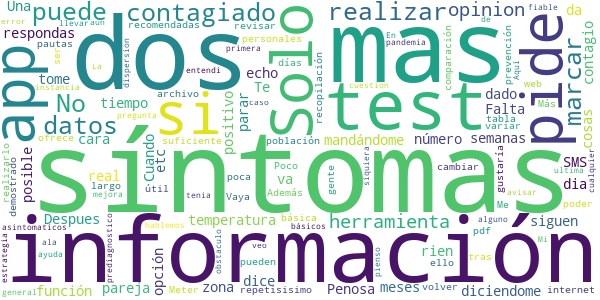 Una
llevar
aun
puede
contagiado
recomendadas
revisar
realizar
opinion
da
error
respondas
pautas
personales
En
pandemia
fiable
de
app
dos
solo
mas
pide
marcar
contagio
ser
La
primera
días
entendi
dispersion
recopilación
comparación
prevención
Aquí
instancia
tome
archivo
echo
Te
cuestion
web
Más
No
tiempo
si
caso
parar
test
dado
Falta
tabla
variar
cosas
datos
cara
pregunta
positivo
población
mandándome
número
semanas
realizarlo
demostrado
posible
real
ofrece
Cuando
etc
suficiente
síntomas
Poco
va
Además
gente
siquiera
cambiar
gustaria
SMS
dia
cualquier
largo
mejora
útil
poca
Vaya
tenia
Me
ultima
avisar
poder
información
asintomaticos
Despues
temperatura
básica
básicos
herramienta
alguno
siguen
estrategia
ala
ayuda
prediagnostico
opción
hablemos
obstaculo
veo
rien
ello
pdf
tras
Mi
general
función
pareja
Meter
zona
dice
pueden
repetisisimo
Penosa
pienso
meses
volver
diciendome
internet